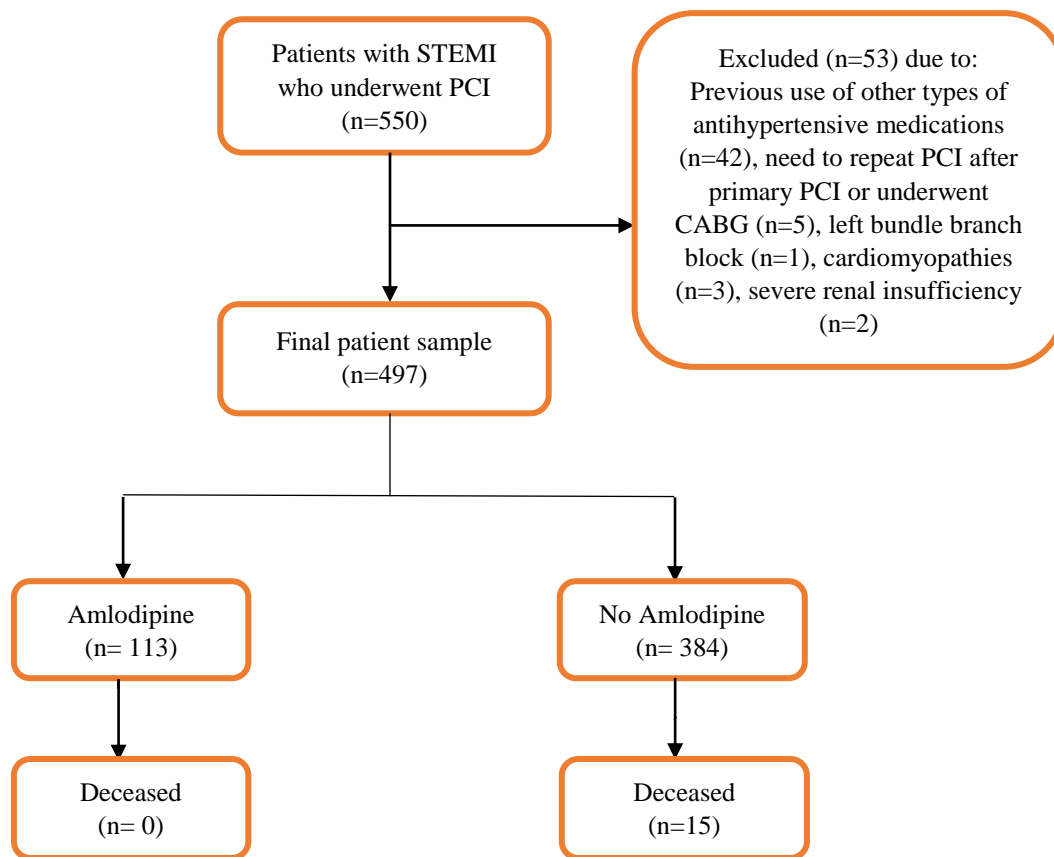 Patients with STEMI
who underwent PCI
(n=550)
Excluded (n=53) due to:
Previous use of other types of
antihypertensive medications
(n=42), need to repeat PCI after
primary PCI or underwent
CABG (n=5), left bundle branch
block (n=1), cardiomyopathies
(n=3), severe renal insufficiency
(n=2)
Final patient sample
(n=497)
Amlodipine
(n= 113)
No Amlodipine
(n= 384)
Deceased
(n= 0)
Deceased
(n=15)